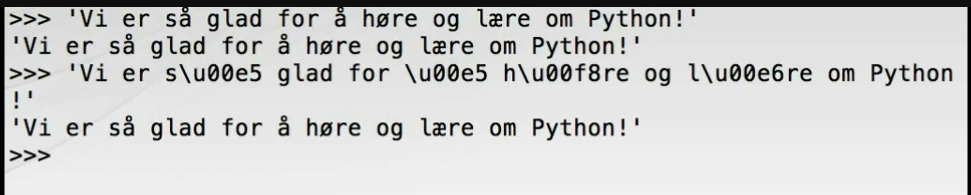 >>> 'Vi er så glad for å høre og lære om Python!'
'Vi er så glad for å høre og lære om Python!'
>>> 'Vi er s\u00e5 glad for \u00e5 h\u00f8re og l\u00e6re om Python
!'
'Vi er så glad for å høre og lære om Python!'
>>>